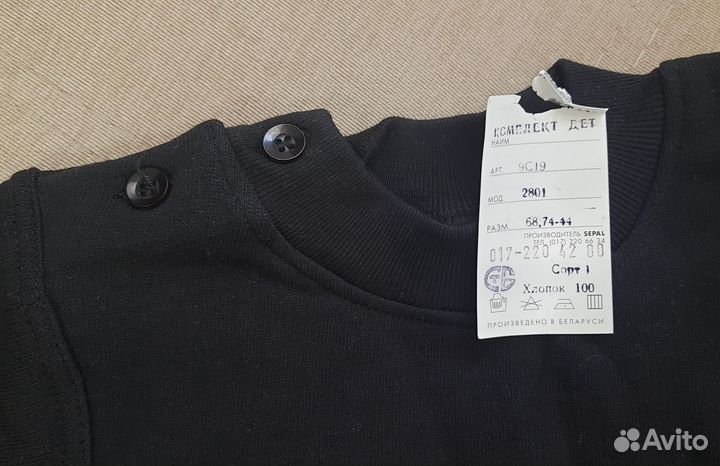 КОМПЛЕКТ ДЕТ
НАИМ.
АРТ. 9С19
МОД. 2801
РАЗМ. 68,74-44
ПРОИЗВОДИТЕЛЬ SEPAL
ТЕЛ. (017) 220 66 34
017-220 42 80
Сорт 1
Хлопок 100
ПРОИЗВЕДЕНО В БЕЛАРУСИ
Avito